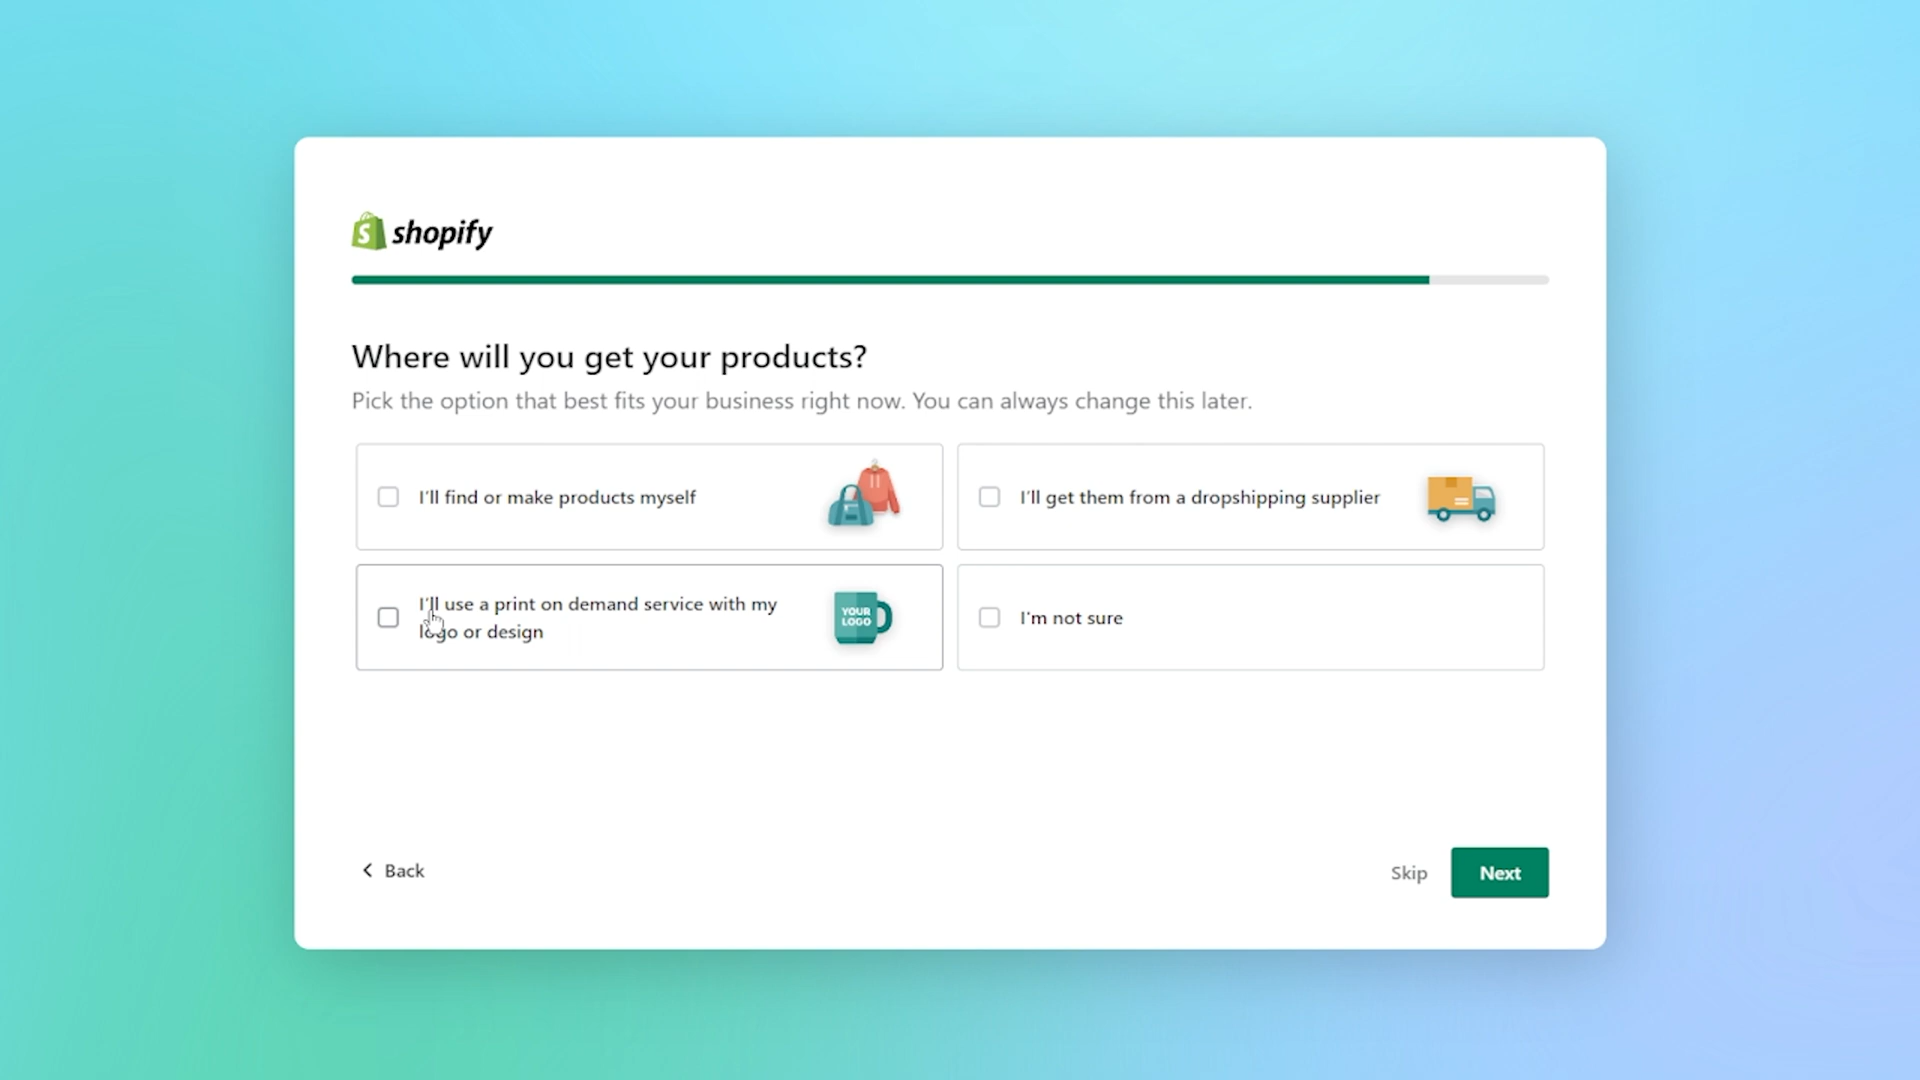 shopify
Where will you get your products?
Pick the option that best fits your business right now. You can always change this later.
I'll find or make products myself
I'll get them from a dropshipping supplier
I'll use a print on demand service with my
logo or design
YOUR
LOGO
I'm not sure
Back
Skip
Next